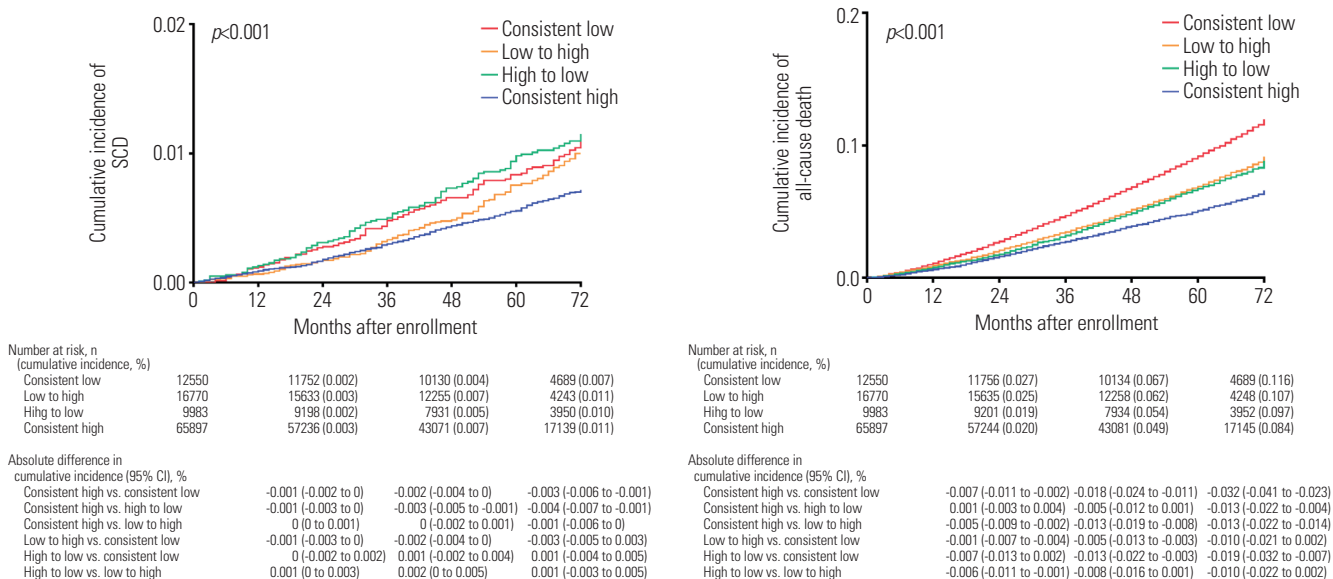 0.02
p<0.001
Consistent low
Low to high
High to low
Consistent high
0.01
0.00
Cumulative incidence of
SCD
0 12 24 36 48 60 72
Months after enrollment
Number at risk, n
(cumulative incidence, %)
Consistent low 12550 11752 (0.002) 10130 (0.004) 4689 (0.007)
Low to high 16770 15633 (0.003) 12255 (0.007) 4243 (0.011)
Hihg to low 9983 9198 (0.002) 7931 (0.005) 3950 (0.010)
Consistent high 65897 57236 (0.003) 43071 (0.007) 17139 (0.011)
Absolute difference in
cumulative incidence (95% CI), %
Consistent high vs. consistent low -0.001 (-0.002 to 0) -0.002 (-0.004 to 0) -0.003 (-0.006 to -0.001)
Consistent high vs. high to low -0.001 (-0.003 to 0) -0.003 (-0.005 to -0.001) -0.004 (-0.007 to -0.001)
Consistent high vs. low to high 0 (0 to 0.001) 0 (-0.002 to 0.001) -0.001 (-0.006 to 0)
Low to high vs. consistent low -0.001 (-0.003 to 0) -0.002 (-0.004 to 0) -0.003 (-0.005 to 0.003)
High to low vs. consistent low 0 (-0.002 to 0.002) 0.001 (-0.002 to 0.004) 0.001 (-0.004 to 0.005)
High to low vs. low to high 0.001 (0 to 0.003) 0.002 (0 to 0.005) 0.001 (-0.003 to 0.005)
0.2
p<0.001
Consistent low
Low to high
High to low
Consistent high
0.1
0.0
Cumulative incidence of
all-cause death
0 12 24 36 48 60 72
Months after enrollment
Number at risk, n
(cumulative incidence, %)
Consistent low 12550 11756 (0.027) 10134 (0.067) 4689 (0.116)
Low to high 16770 15635 (0.025) 12258 (0.062) 4248 (0.107)
Hihg to low 9983 9201 (0.019) 7934 (0.054) 3952 (0.097)
Consistent high 65897 57244 (0.020) 43081 (0.049) 17145 (0.084)
Absolute difference in
cumulative incidence (95% CI), %
Consistent high vs. consistent low -0.007 (-0.011 to -0.002) -0.018 (-0.024 to -0.011) -0.032 (-0.041 to -0.023)
Consistent high vs. high to low 0.001 (-0.003 to 0.004) -0.005 (-0.012 to 0.001) -0.013 (-0.022 to -0.004)
Consistent high vs. low to high -0.005 (-0.009 to -0.002) -0.013 (-0.019 to -0.008) -0.013 (-0.022 to -0.014)
Low to high vs. consistent low -0.001 (-0.007 to -0.004) -0.005 (-0.013 to -0.003) -0.010 (-0.021 to 0.002)
High to low vs. consistent low -0.007 (-0.013 to 0.002) -0.013 (-0.022 to -0.003) -0.019 (-0.032 to -0.007)
High to low vs. low to high -0.006 (-0.011 to -0.001) -0.008 (-0.016 to 0.001) -0.010 (-0.022 to 0.002)